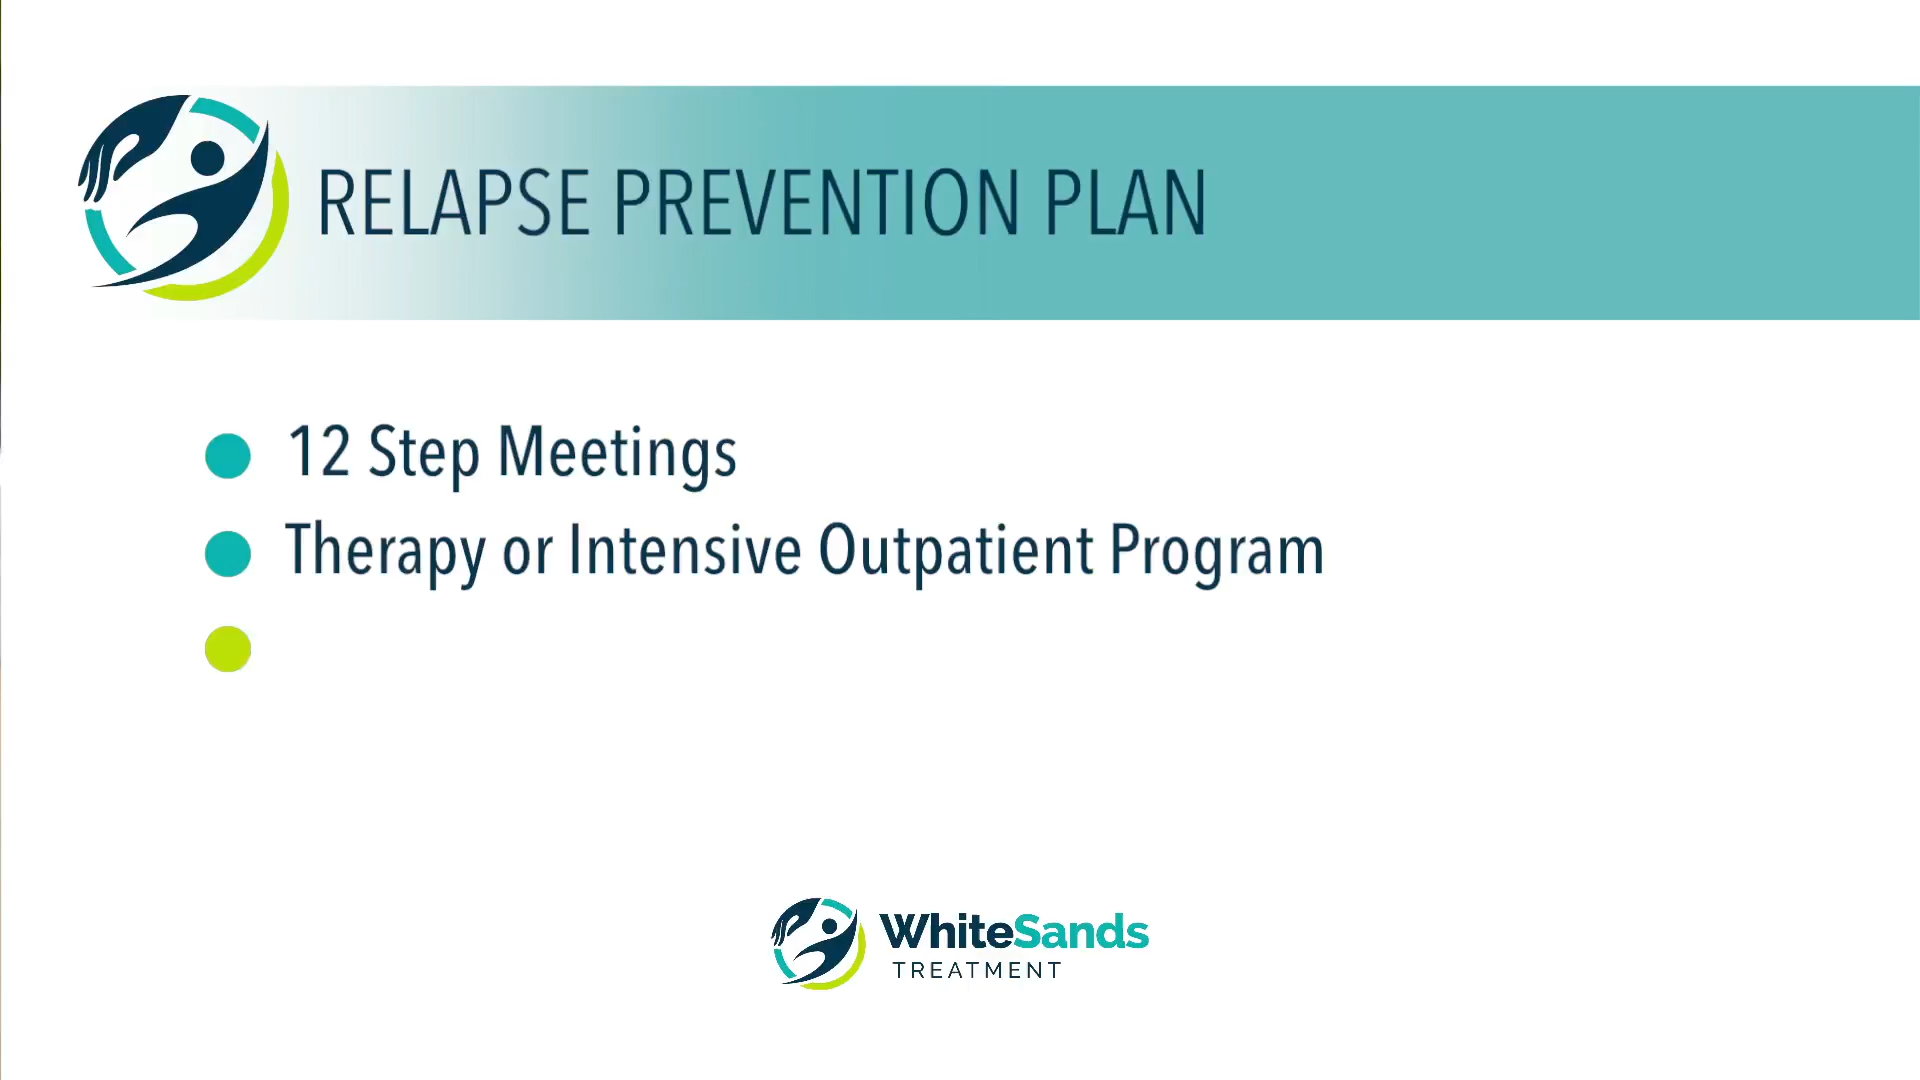 RELAPSE PREVENTION PLAN
12 Step Meetings
Therapy or Intensive Outpatient Program
WhiteSands
TREATMENT